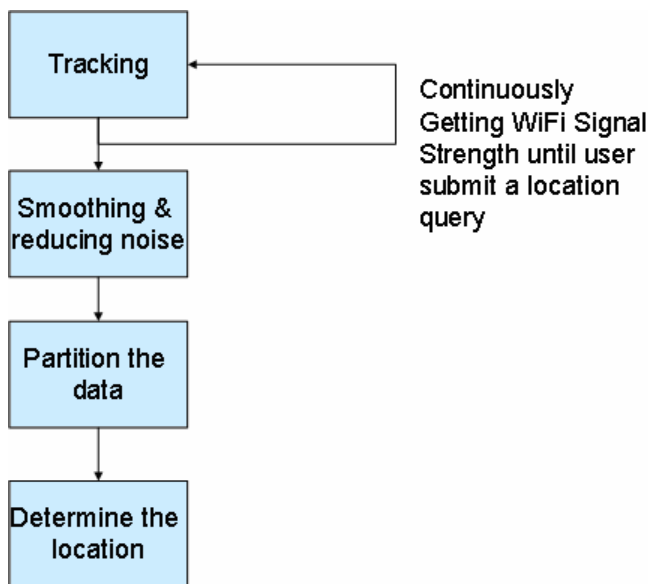 Tracking
Continuously
Getting WiFi Signal
Strength until user
submit a location
query
Smoothing &
reducing noise
Partition the
data
Determine the
location